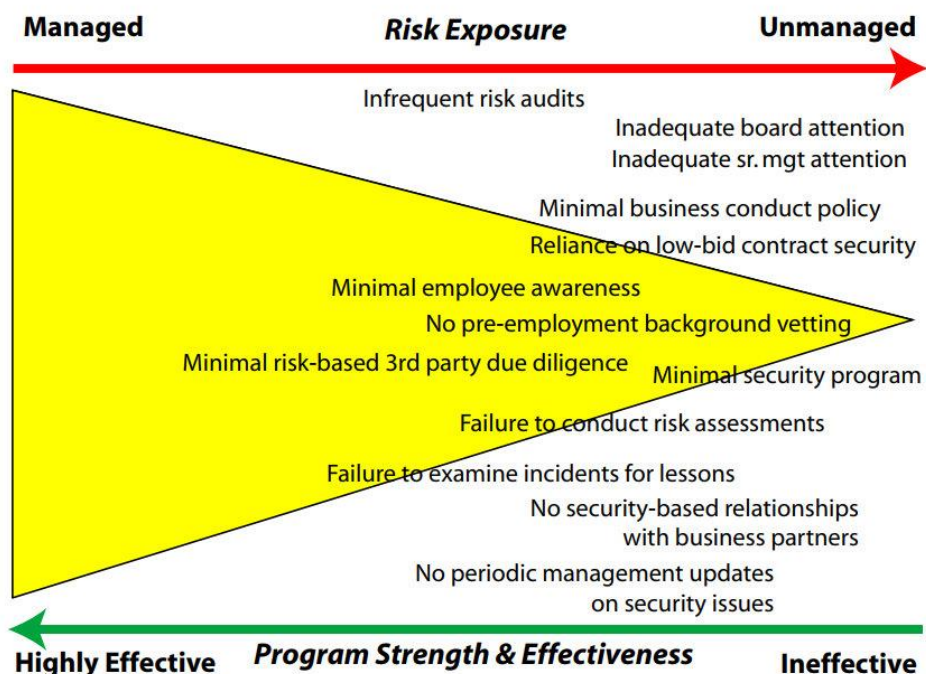 Managed
Risk Exposure
Unmanaged
Infrequent risk audits
Inadequate board attention
Inadequate sr. mgt attention
Minimal business conduct policy
Reliance on low-bid contract security
Minimal employee awareness
No pre-employment background vetting
Minimal risk-based 3rd party due diligence
Minimal security program
Failure to conduct risk assessments
Failure to examine incidents for lessons
No security-based relationships
with business partners
No periodic management updates
on security issues
Highly Effective
Program Strength & Effectiveness
Ineffective